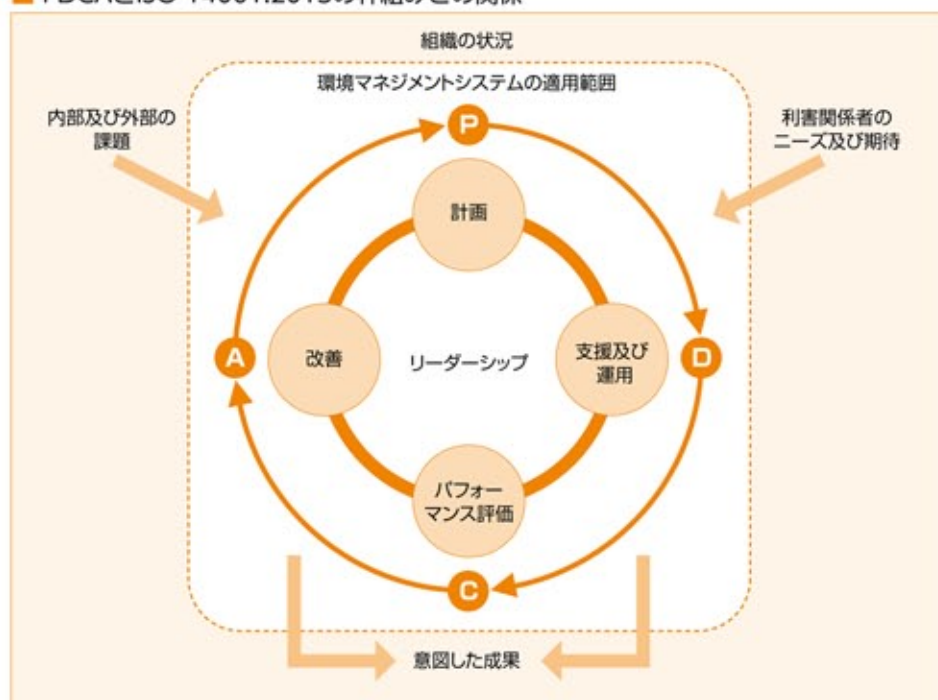 組織の状況
環境マネジメントシステムの適用範囲
内部及び外部の
課題
利害関係者の
ニーズ及び期待
P
計画
A
改善
リーダーシップ
支援及び
運用
D
パフォー
マンス評価
C
意図した成果